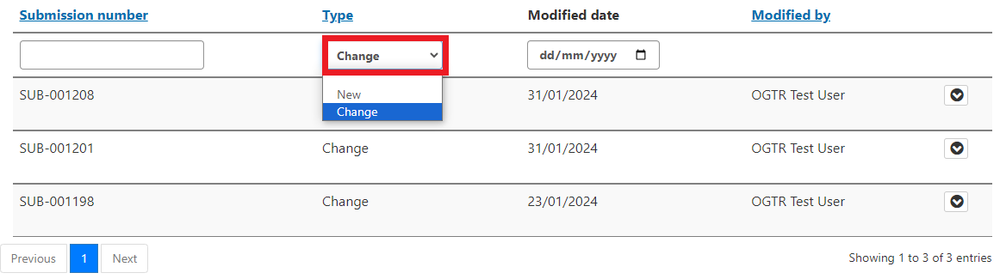 Submission number Type Modified date Modified by
Change dd/mm/yyyy
SUB-001208 New 31/01/2024 OGTR Test User
Change
SUB-001201 Change 31/01/2024 OGTR Test User
SUB-001198 Change 23/01/2024 OGTR Test User
Previous 1 Next Showing 1 to 3 of 3 entries